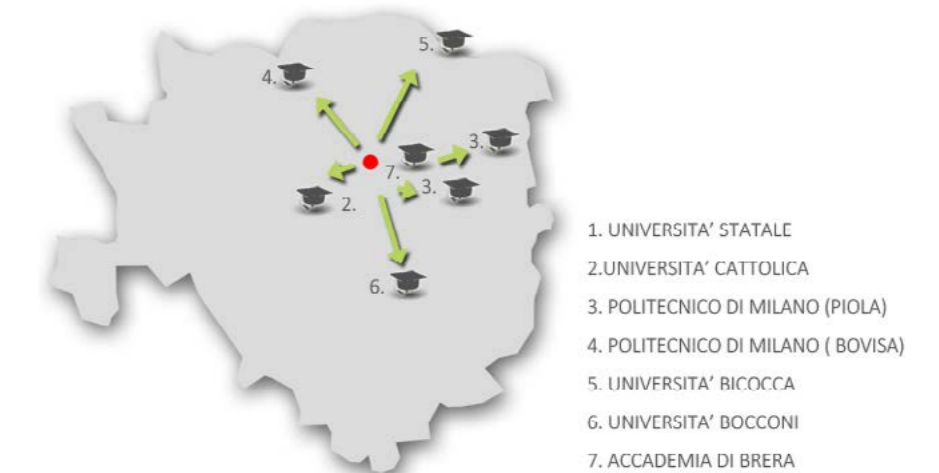 5.
4.
3.
7.
3.
2.
6.
1. UNIVERSITA’ STATALE
2.UNIVERSITA’ CATTOLICA
3. POLITECNICO DI MILANO (PIOLA)
4. POLITECNICO DI MILANO ( BOVISA)
5. UNIVERSITA’ BICOCCA
6. UNIVERSITA’ BOCCONI
7. ACCADEMIA DI BRERA